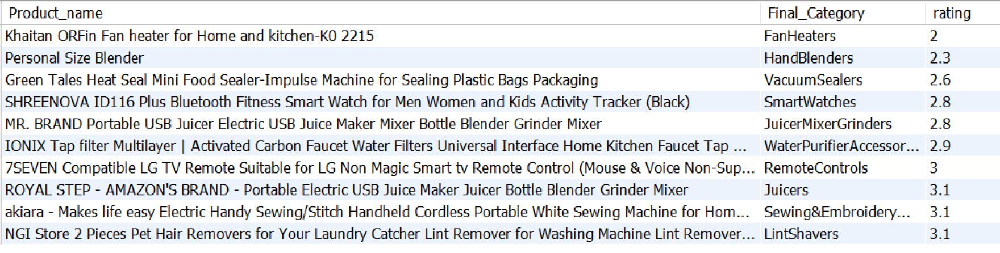 Product_name Final_Category rating
Khaitan ORFin Fan heater for Home and kitchen-K0 2215 FanHeaters 2
Personal Size Blender HandBlenders 2.3
Green Tales Heat Seal Mini Food Sealer-Impulse Machine for Sealing Plastic Bags Packaging VacuumSealers 2.6
SHREENOVA ID116 Plus Bluetooth Fitness Smart Watch for Men Women and Kids Activity Tracker (Black) SmartWatches 2.8
MR. BRAND Portable USB Juicer Electric USB Juice Maker Mixer Bottle Blender Grinder Mixer JuicerMixerGrinders 2.8
IONIX Tap filter Multilayer | Activated Carbon Faucet Water Filters Universal Interface Home Kitchen Faucet Tap ... WaterPurifierAccessor... 2.9
7SEVEN Compatible LG TV Remote Suitable for LG Non Magic Smart tv Remote Control (Mouse & Voice Non-Sup... RemoteControls 3
ROYAL STEP - AMAZON'S BRAND - Portable Electric USB Juice Maker Juicer Bottle Blender Grinder Mixer Juicers 3.1
akiara - Makes life easy Electric Handy Sewing/Stitch Handheld Cordless Portable White Sewing Machine for Hom... Sewing&Embroidery... 3.1
NGI Store 2 Pieces Pet Hair Removers for Your Laundry Catcher Lint Remover for Washing Machine Lint Remover... LintShavers 3.1